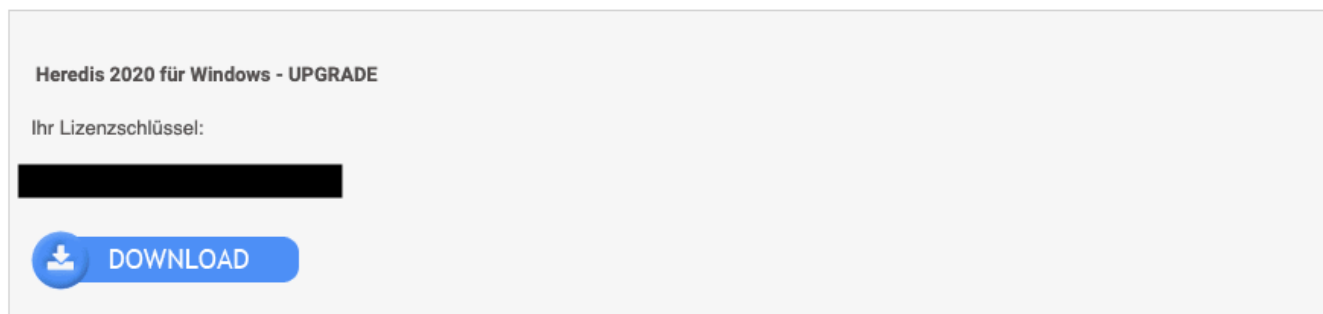 Heredis 2020 für Windows - UPGRADE
Ihr Lizenzschlüssel:
DOWNLOAD